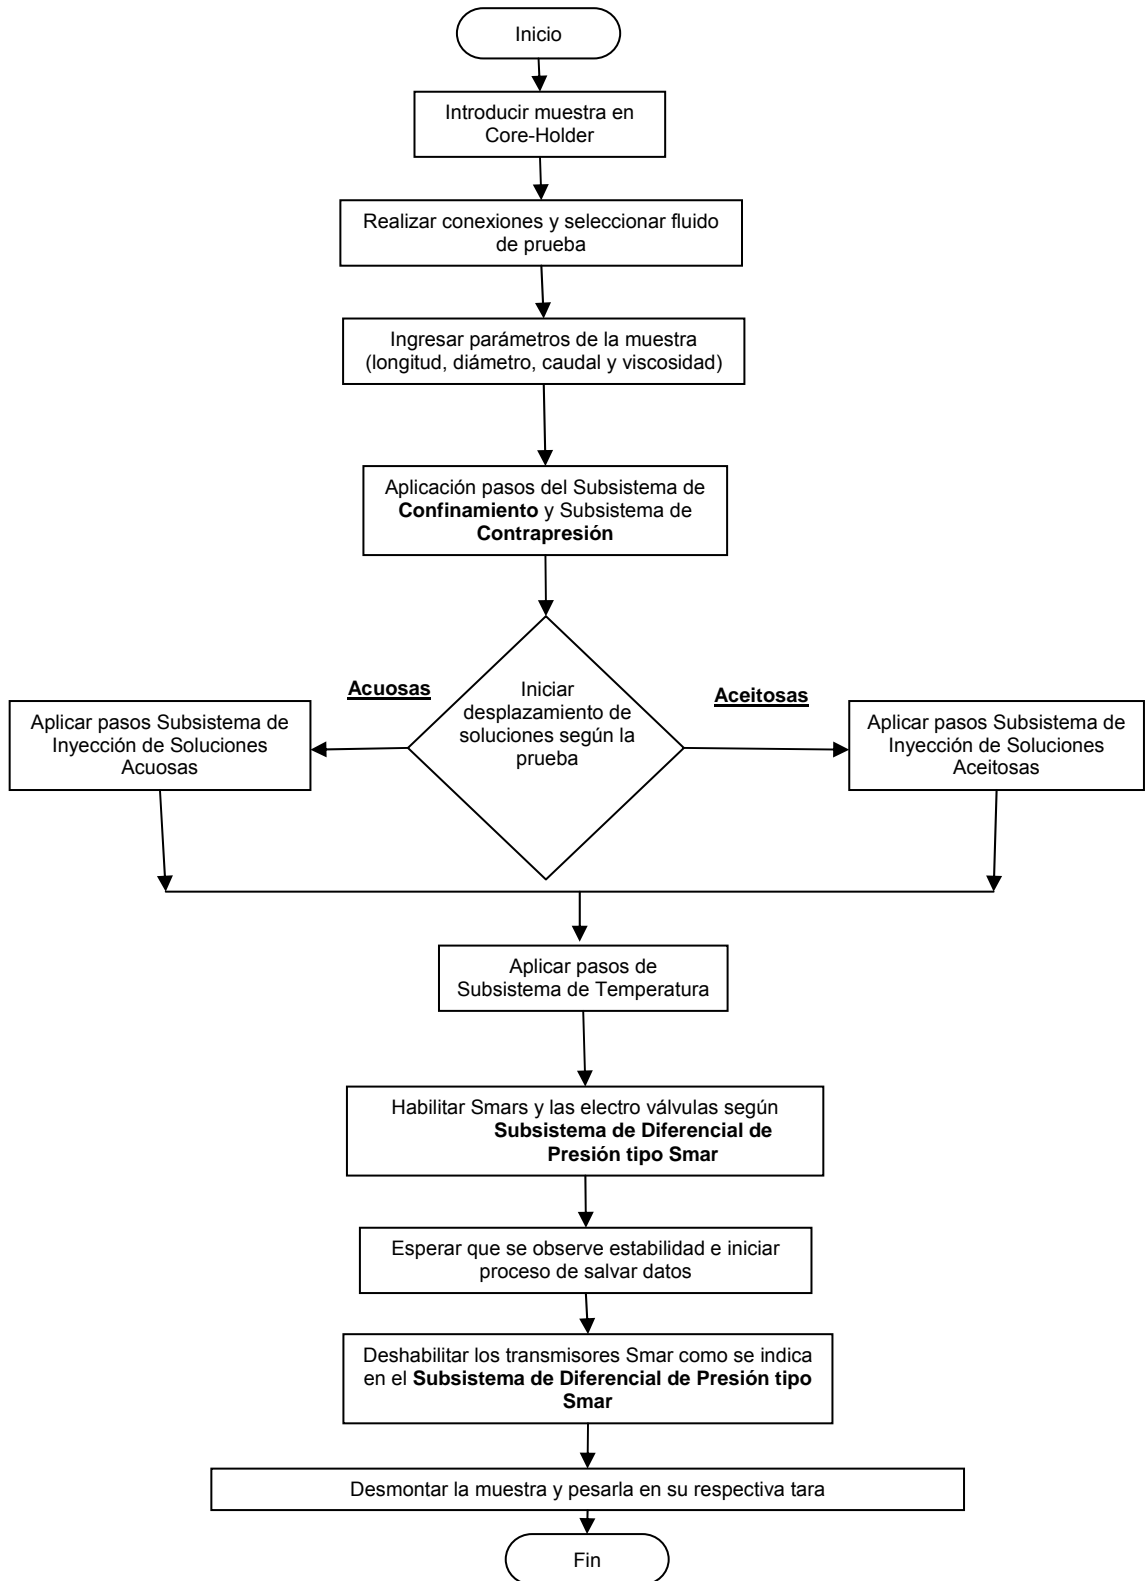 Inicio
Introducir muestra en
Core-Holder
Realizar conexiones y seleccionar fluido
de prueba
Ingresar parámetros de la muestra
(longitud, diámetro, caudal y viscosidad)
Aplicación pasos del Subsistema de
Confinamiento y Subsistema de
Contrapresión
Iniciar
desplazamiento de
soluciones según la
prueba
Acuosas
Aplicar pasos Subsistema de
Inyección de Soluciones
Acuosas
Aceitosas
Aplicar pasos Subsistema de
Inyección de Soluciones
Aceitosas
Aplicar pasos de
Subsistema de Temperatura
Habilitar Smars y las electro válvulas según
Subsistema de Diferencial de
Presión tipo Smar
Esperar que se observe estabilidad e iniciar
proceso de salvar datos
Deshabilitar los transmisores Smar como se indica
en el Subsistema de Diferencial de Presión tipo
Smar
Desmontar la muestra y pesarla en su respectiva tara
Fin